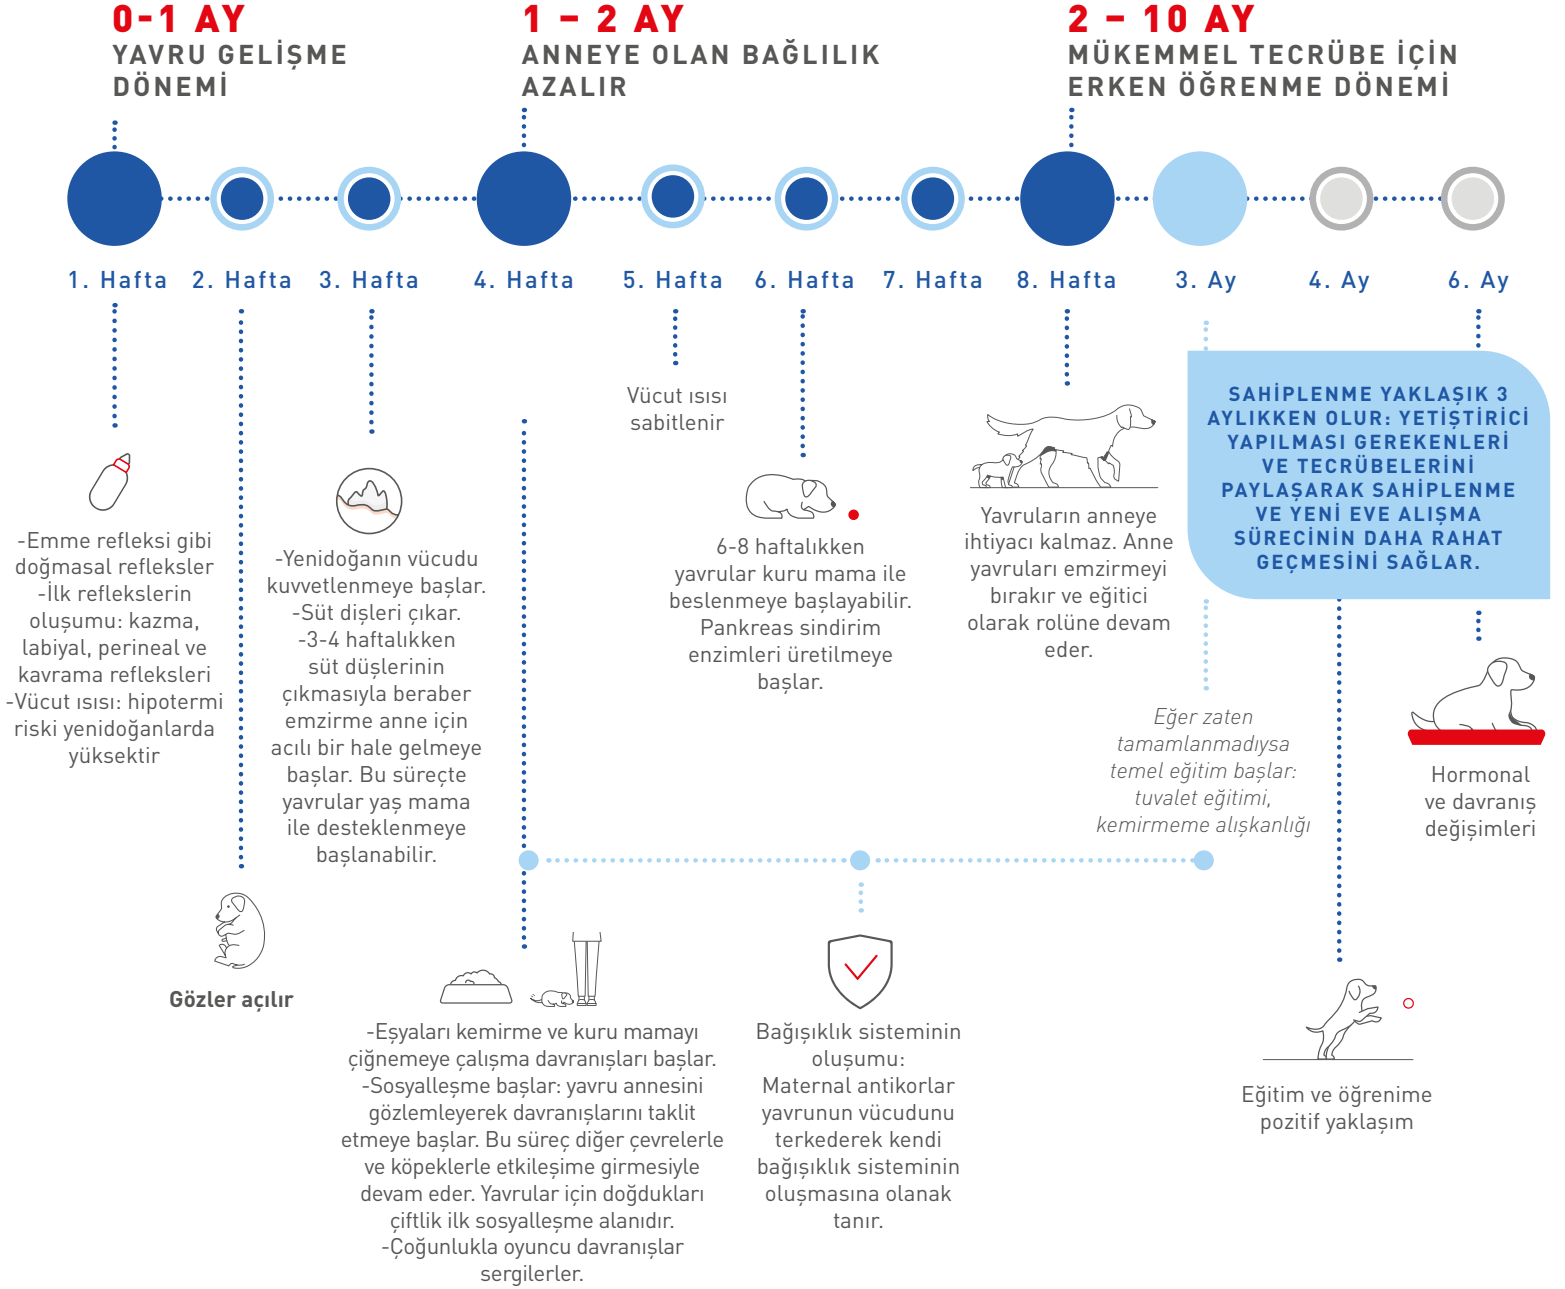 0-1 AY
YAVRU GELİŞME
DÖNEMİ
1 – 2 AY
ANNEYE OLAN BAĞLILIK
AZALIR
2 – 10 AY
MÜKEMMEL TECRÜBE İÇİN
ERKEN ÖĞRENME DÖNEMİ
1. Hafta
2. Hafta
3. Hafta
4. Hafta
5. Hafta
6. Hafta
7. Hafta
8. Hafta
3. Ay
4. Ay
6. Ay
-Emme refleksi gibi
doğmasal refleksler
-İlk reflekslerin
oluşumu: kazma,
labiyal, perineal ve
kavrama refleksleri
-Vücut ısısı: hipotermi
riski yenidoğanlarda
yüksektir
Gözler açılır
-Yenidoğanın vücudu
kuvvetlenmeye başlar.
-Süt dişleri çıkar.
-3-4 haftalıkken
süt düşlerinin
çıkmasıyla beraber
emzirme anne için
acılı bir hale gelmeye
başlar. Bu süreçte
yavrular yaş mama
ile desteklenmeye
başlanabilir.
-Eşyaları kemirme ve kuru mamayı
çiğnemeye çalışma davranışları başlar.
-Sosyalleşme başlar: yavru annesini
gözlemleyerek davranışlarını taklit
etmeye başlar. Bu süreç diğer çevrelerle
ve köpeklerle etkileşime girmesiyle
devam eder. Yavrular için doğdukları
çiftlik ilk sosyalleşme alanıdır.
-Çoğunlukla oyuncu davranışlar
sergilerler.
Vücut ısısı
sabitlenir
6-8 haftalıkken
yavrular kuru mama ile
beslenmeye başlayabilir.
Pankreas sindirim
enzimleri üretilmeye
başlar.
Bağışıklık sisteminin
oluşumu:
Maternal antikorlar
yavrunun vücudunu
terkederek kendi
bağışıklık sisteminin
oluşmasına olanak
tanır.
Yavruların anneye
ihtiyacı kalmaz. Anne
yavruları emzirmeyi
bırakır ve eğitici
olarak rolüne devam
eder.
SAHİPLENME YAKLAŞIK 3
AYLIKKEN OLUR: YETİŞTİRİCİ
YAPILMASI GEREKENLERİ
VE TECRÜBELERİNİ
PAYLAŞARAK SAHİPLENME
VE YENİ EVE ALIŞMA
SÜRECİNİN DAHA RAHAT
GEÇMESİNİ SAĞLAR.
Eğer zaten
tamamlanmadıysa
temel eğitim başlar:
tuvalet eğitimi,
kemirmeme alışkanlığı
Eğitim ve öğrenime
pozitif yaklaşım
Hormonal
ve davranış
değişimleri